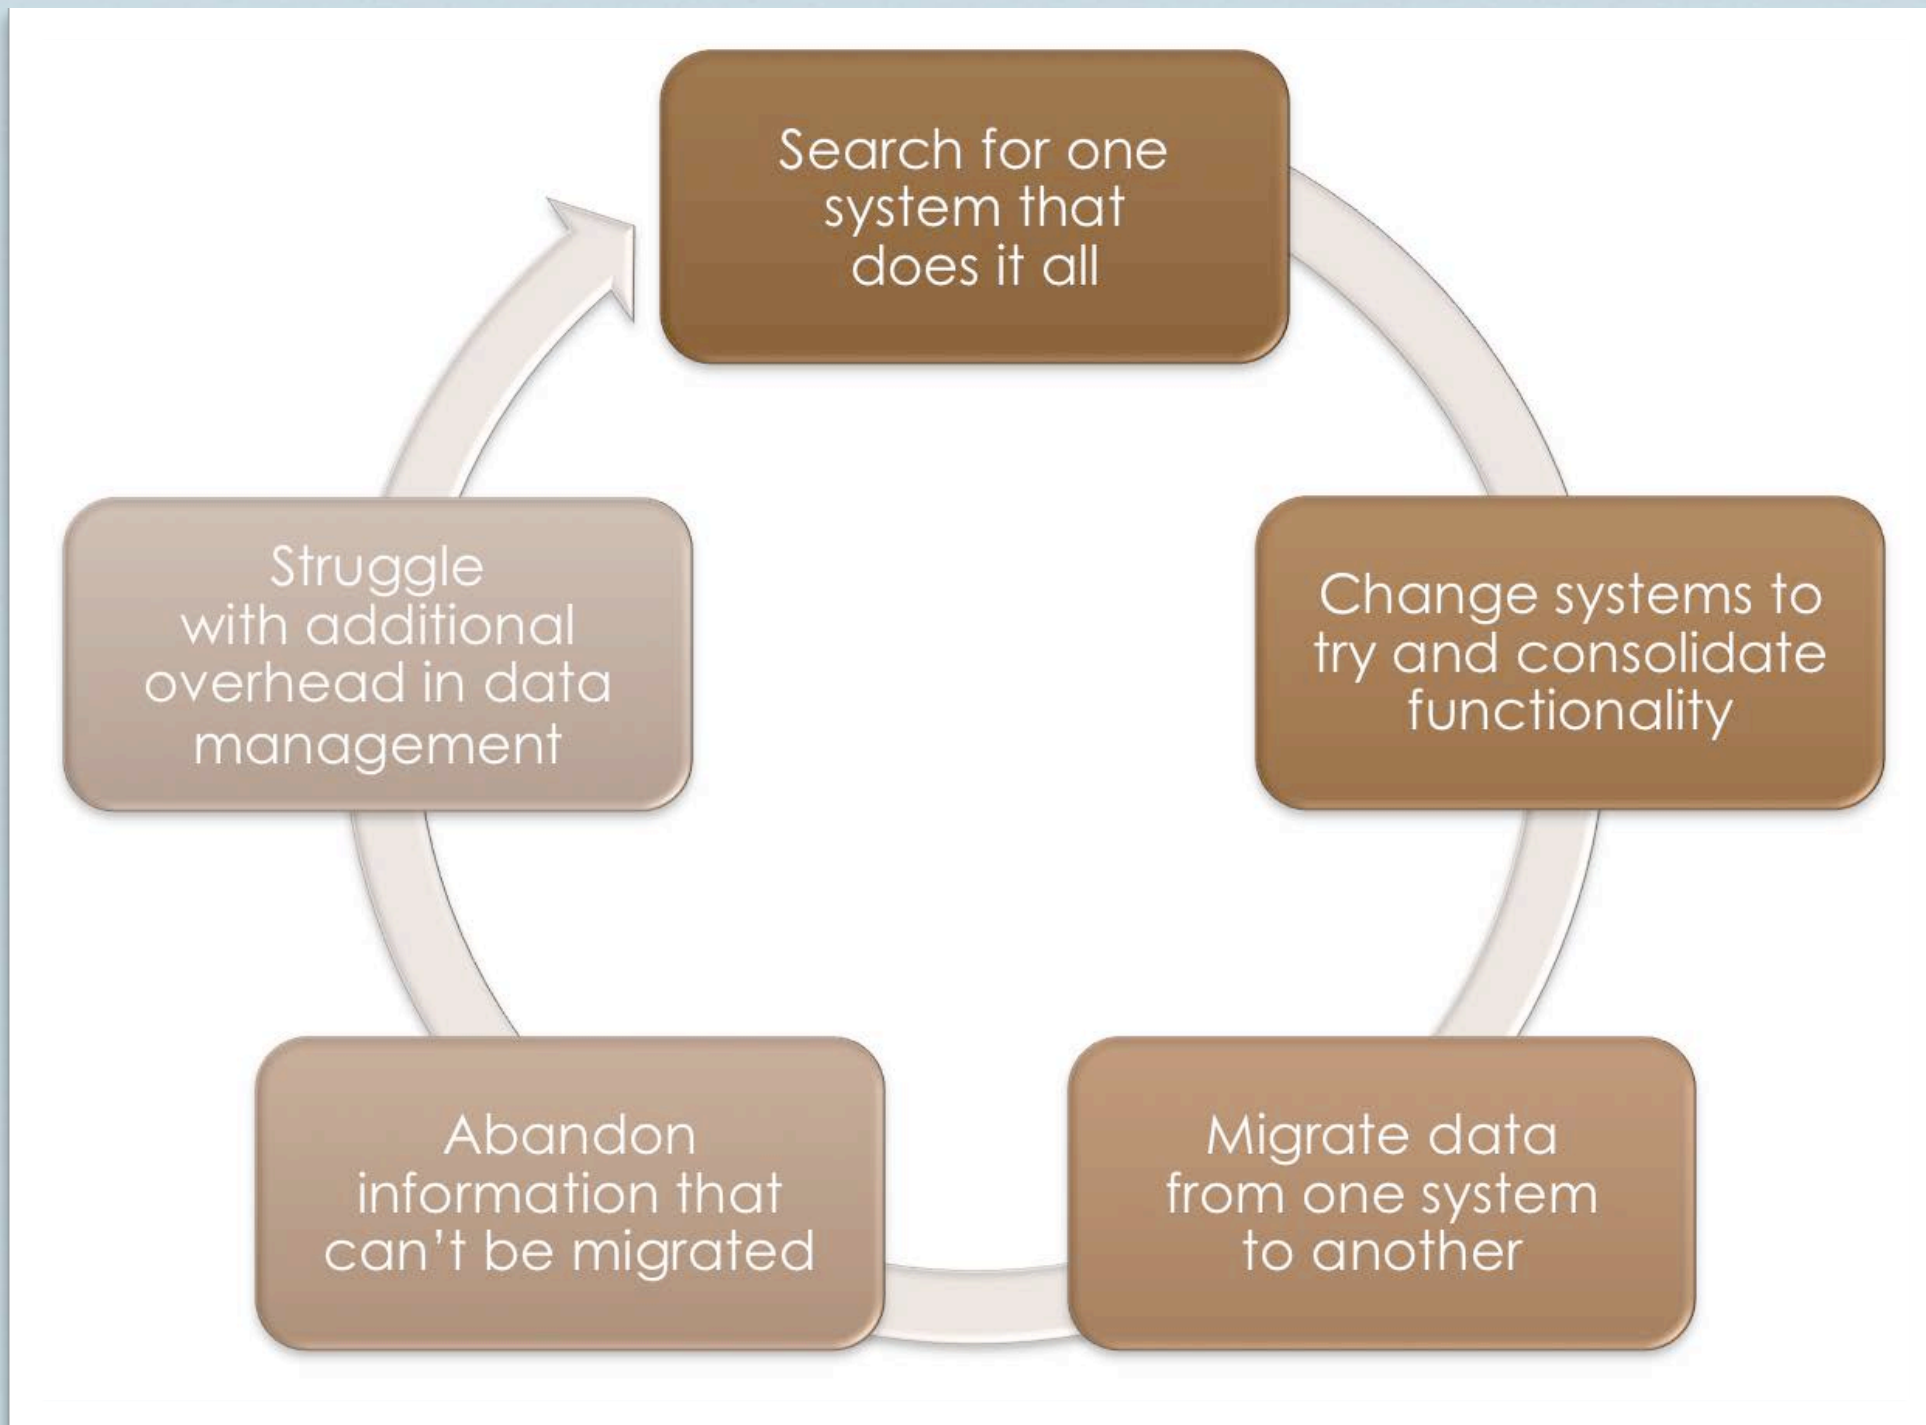 Search for one
system that
does it all
Change systems to
try and consolidate
functionality
Migrate data
from one system
to another
Abandon
information that
can’t be migrated
Struggle
with additional
overhead in data
management